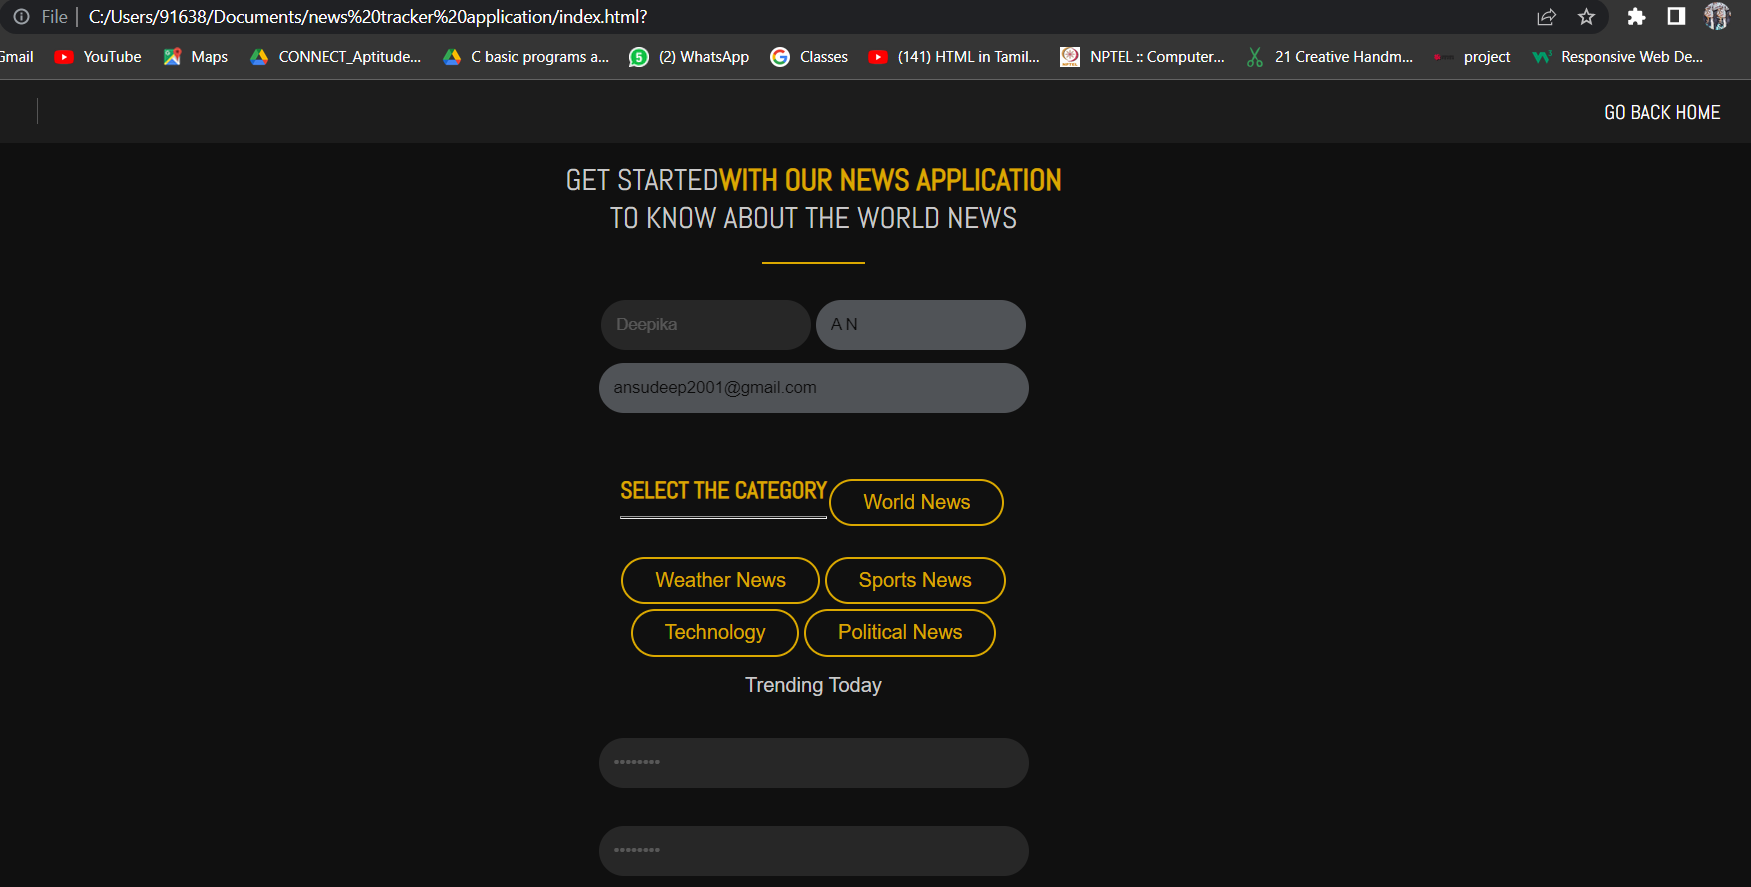 File | C:/Users/91638/Documents/news%20tracker%20application/index.html?
Gmail YouTube Maps CONNECT_Aptitude... C basic programs a... (2) WhatsApp Classes (141) HTML in Tamil... NPTEL :: Computer... 21 Creative Handm... project Responsive Web De...
GO BACK HOME
GET STARTEDWITH OUR NEWS APPLICATION
TO KNOW ABOUT THE WORLD NEWS
Deepika A N
ansudeep2001@gmail.com
SELECT THE CATEGORY World News
Weather News Sports News
Technology Political News
Trending Today
••••••••
••••••••